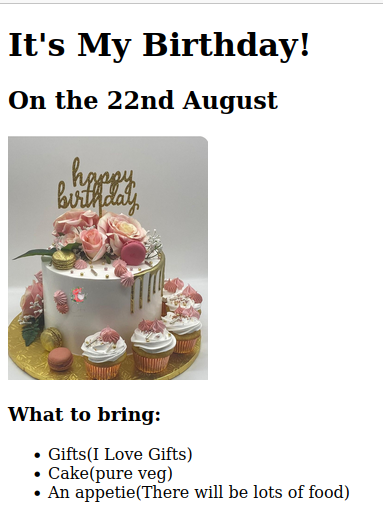 It's My Birthday!
On the 22nd August
happy
birthday
What to bring:
Gifts(I Love Gifts)
Cake(pure veg)
An appetie(There will be lots of food)